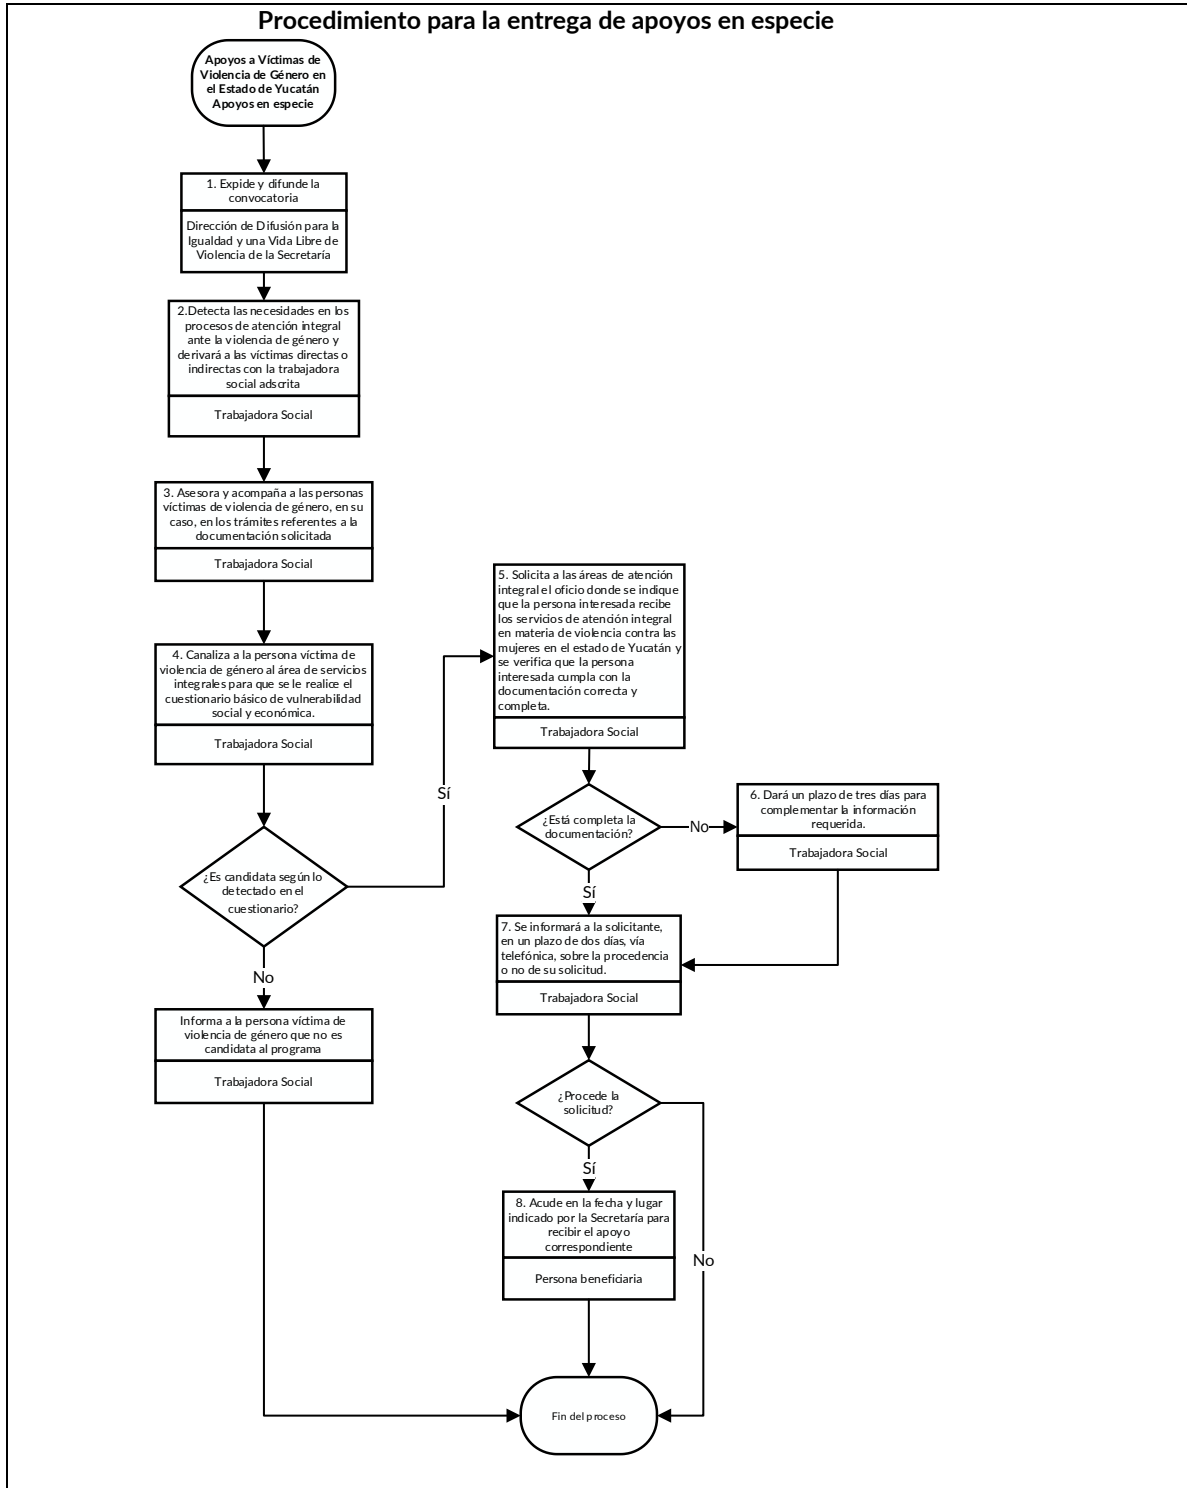 Procedimiento para la entrega de apoyos en especie
Apoyos a Víctimas de
Violencia de Género en
el Estado de Yucatán
Apoyos en especie
1. Expide y difunde la
convocatoria
Dirección de Difusión para la
Igualdad y una Vida Libre de
Violencia de la Secretaría
2.Detecta las necesidades en los
procesos de atención integral
ante la violencia de género y
derivará a las víctimas directas o
indirectas con la trabajadora
social adscrita
Trabajadora Social
3. Asesora y acompaña a las personas
víctimas de violencia de género, en su
caso, en los trámites referentes a la
documentación solicitada
Trabajadora Social
4. Canaliza a la persona víctima de
violencia de género al área de servicios
integrales para que se le realice el
cuestionario básico de vulnerabilidad
social y económica.
Trabajadora Social
¿Es candidata según lo
detectado en el
cuestionario?
Sí
No
Informa a la persona víctima de
violencia de género que no es
candidata al programa
Trabajadora Social
5. Solicita a las áreas de atención
integral el oficio donde se indique
que la persona interesada recibe
los servicios de atención integral
en materia de violencia contra las
mujeres en el estado de Yucatán y
se verifica que la persona
interesada cumpla con la
documentación correcta y
completa.
Trabajadora Social
¿Está completa la
documentación?
No
6. Dará un plazo de tres días para
complementar la información
requerida.
Trabajadora Social
Sí
7. Se informará a la solicitante,
en un plazo de dos días, vía
telefónica, sobre la procedencia
o no de su solicitud.
Trabajadora Social
¿Procede la
solicitud?
Sí
No
8. Acude en la fecha y lugar
indicado por la Secretaría para
recibir el apoyo
correspondiente
Persona beneficiaria
Fin del proceso